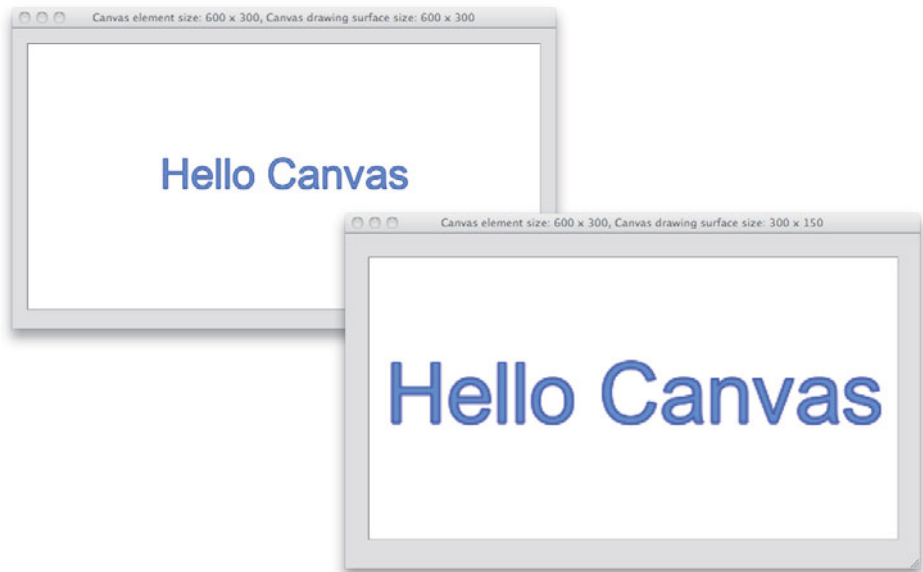 Canvas element size: 600 x 300, Canvas drawing surface size: 600 x 300
Hello Canvas
Canvas element size: 600 x 300, Canvas drawing surface size: 300 x 150
Hello Canvas